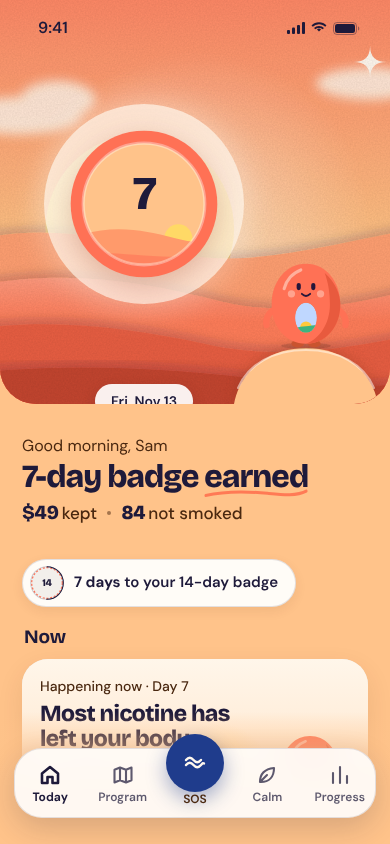 9:41
7
Fri, Nov 13
Good morning, Sam
7-day badge earned
$49 kept • 84 not smoked
14
7 days to your 14-day badge
Now
Happening now · Day 7
Most nicotine has
left your body
Today
Program
SOS
Calm
Progress